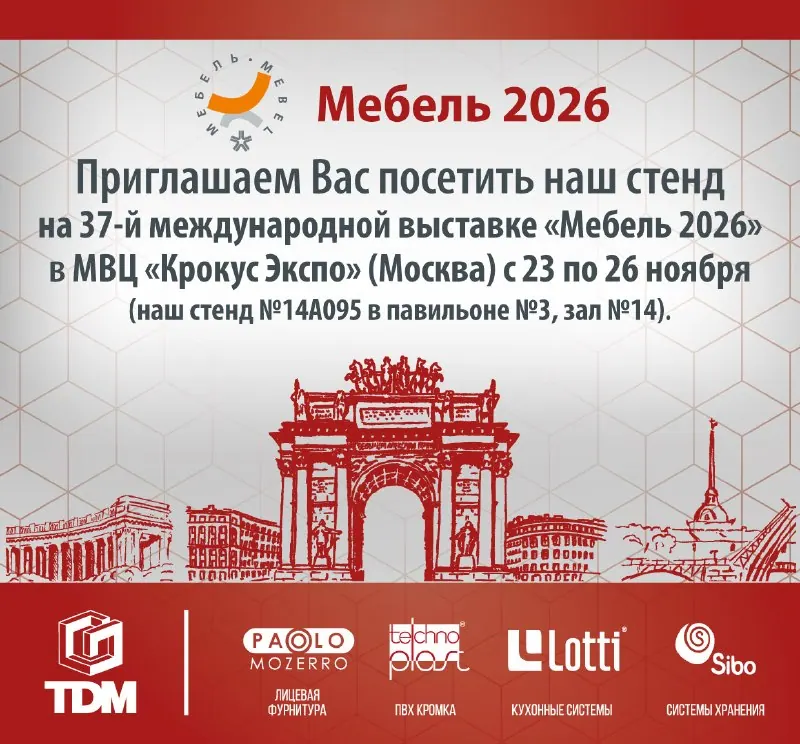 МЕБЕЛЬ · MEBEL
Мебель 2026
Приглашаем Вас посетить наш стенд
на 37-й международной выставке «Мебель 2026»
в МВЦ «Крокус Экспо» (Москва) с 23 по 26 ноября
(наш стенд №14А095 в павильоне №3, зал №14).
TDM
PAOLO
MOZERRO
ЛИЦЕВАЯ
ФУРНИТУРА
techno
plast
ПВХ КРОМКА
Lotti®
КУХОННЫЕ СИСТЕМЫ
S
Sibo
СИСТЕМЫ ХРАНЕНИЯ